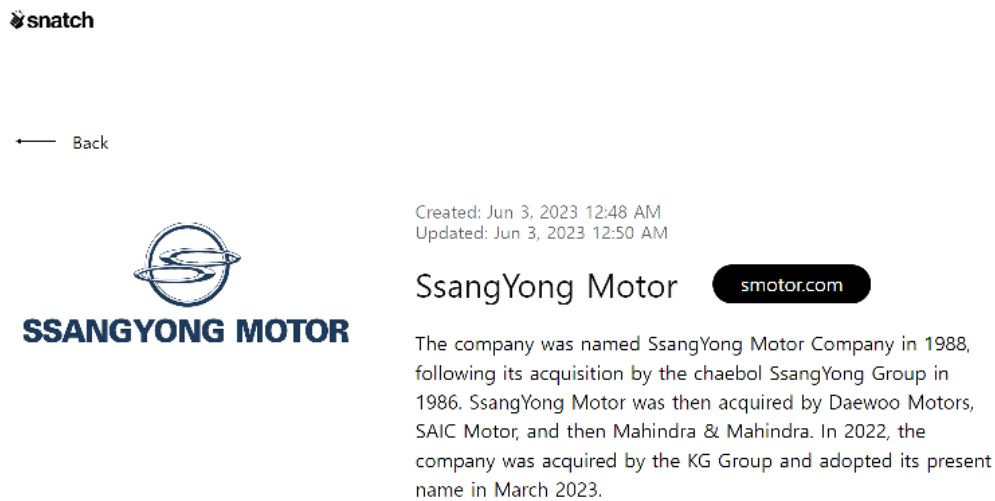 snatch
Back
Created: Jun 3, 2023 12:48 AM
Updated: Jun 3, 2023 12:50 AM
SsangYong Motor
smotor.com
SSANGYONG MOTOR
The company was named SsangYong Motor Company in 1988,
following its acquisition by the chaebol SsangYong Group in
1986. SsangYong Motor was then acquired by Daewoo Motors,
SAIC Motor, and then Mahindra & Mahindra. In 2022, the
company was acquired by the KG Group and adopted its present
name in March 2023.